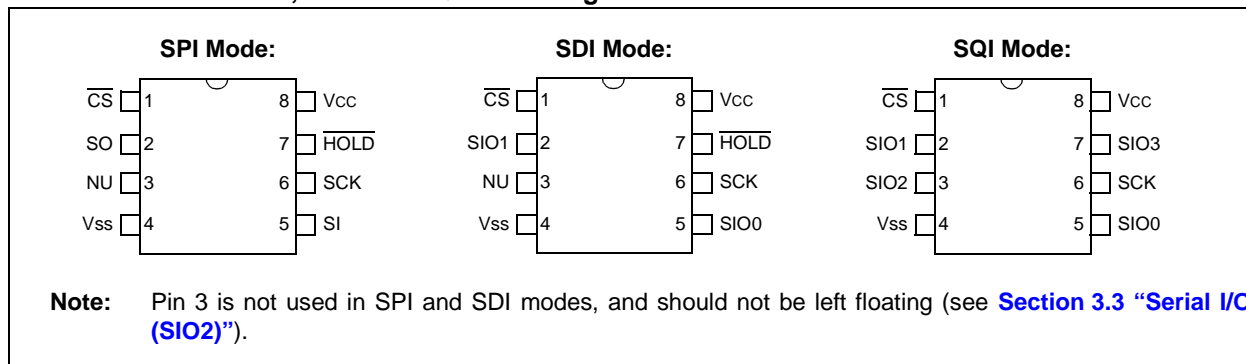 SPI Mode:
SDI Mode:
SQI Mode:
CS 1 8 VCC
SO 2 7 HOLD
NU 3 6 SCK
Vss 4 5 SI
CS 1 8 VCC
SIO1 2 7 HOLD
NU 3 6 SCK
Vss 4 5 SIO0
CS 1 8 VCC
SIO1 2 7 SIO3
SIO2 3 6 SCK
Vss 4 5 SIO0
Note: Pin 3 is not used in SPI and SDI modes, and should not be left floating (see Section 3.3 “Serial I/O
(SIO2)”).